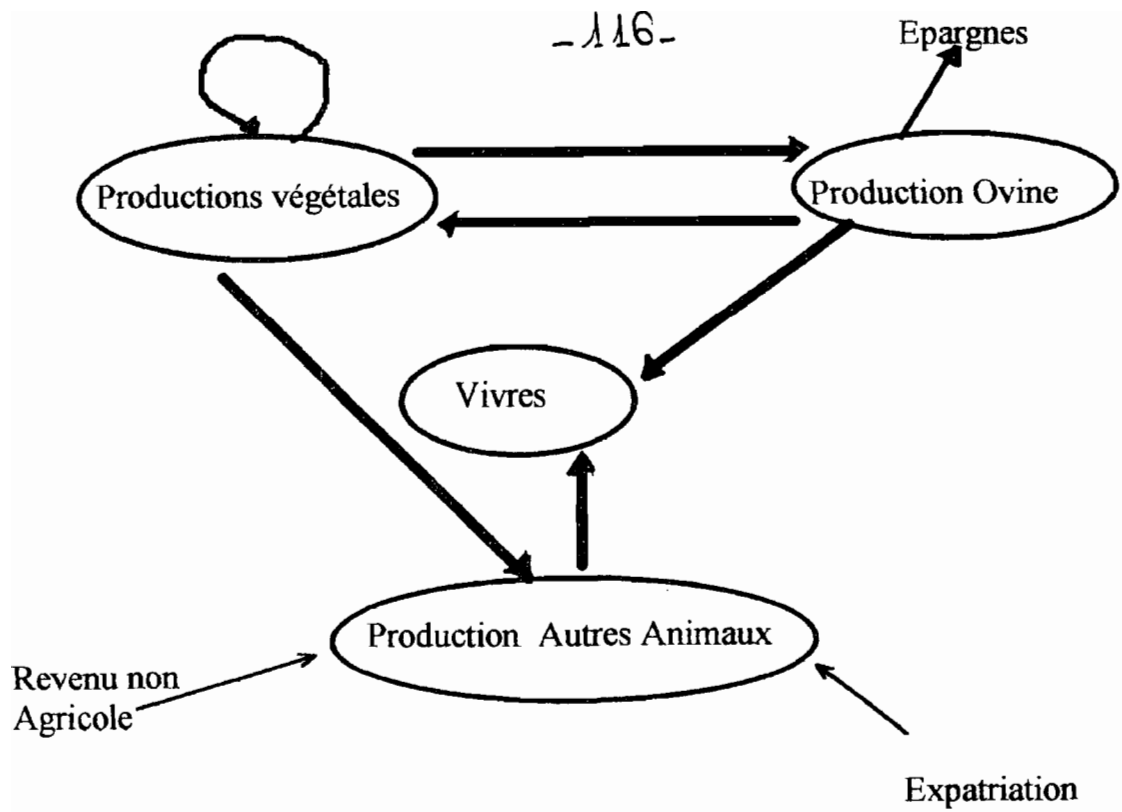 -116-
Epargnes
Productions végétales
Production Ovine
Vivres
Production Autres Animaux
Revenu non
Agricole
Expatriation